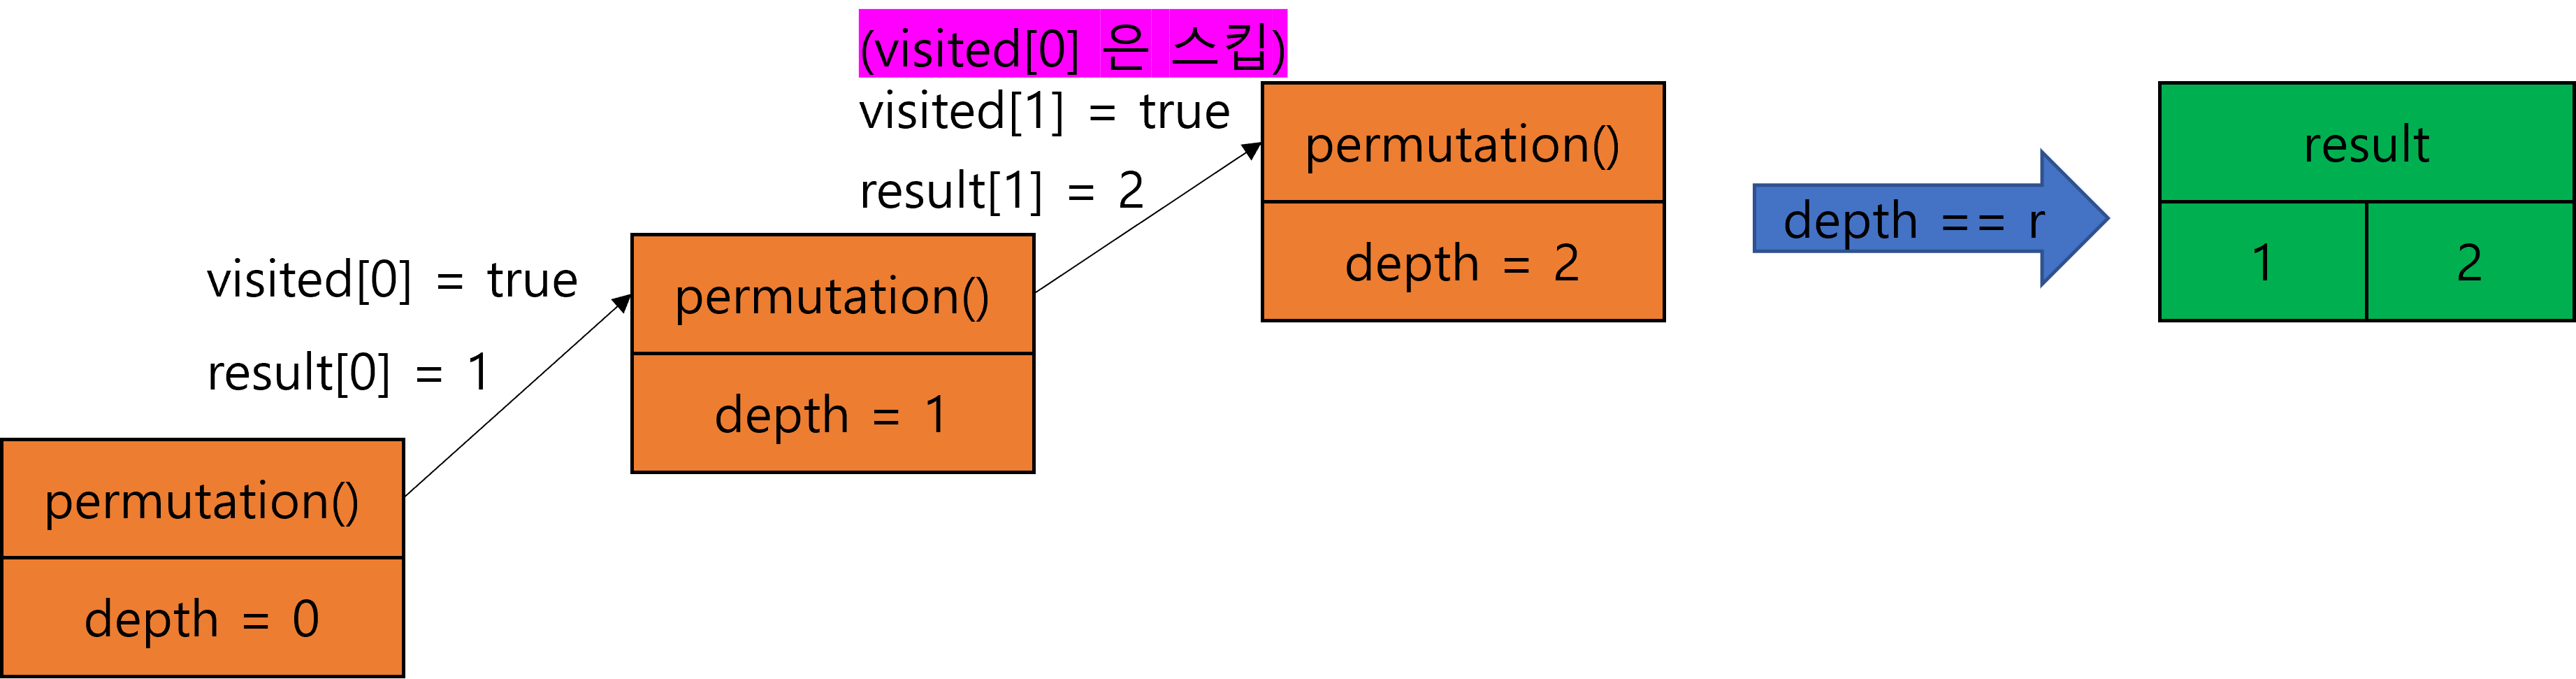 permutation()
depth = 0
visited[0] = true
result[0] = 1
permutation()
depth = 1
(visited[0] 은 스킵)
visited[1] = true
result[1] = 2
permutation()
depth = 2
depth == r
result
1 2